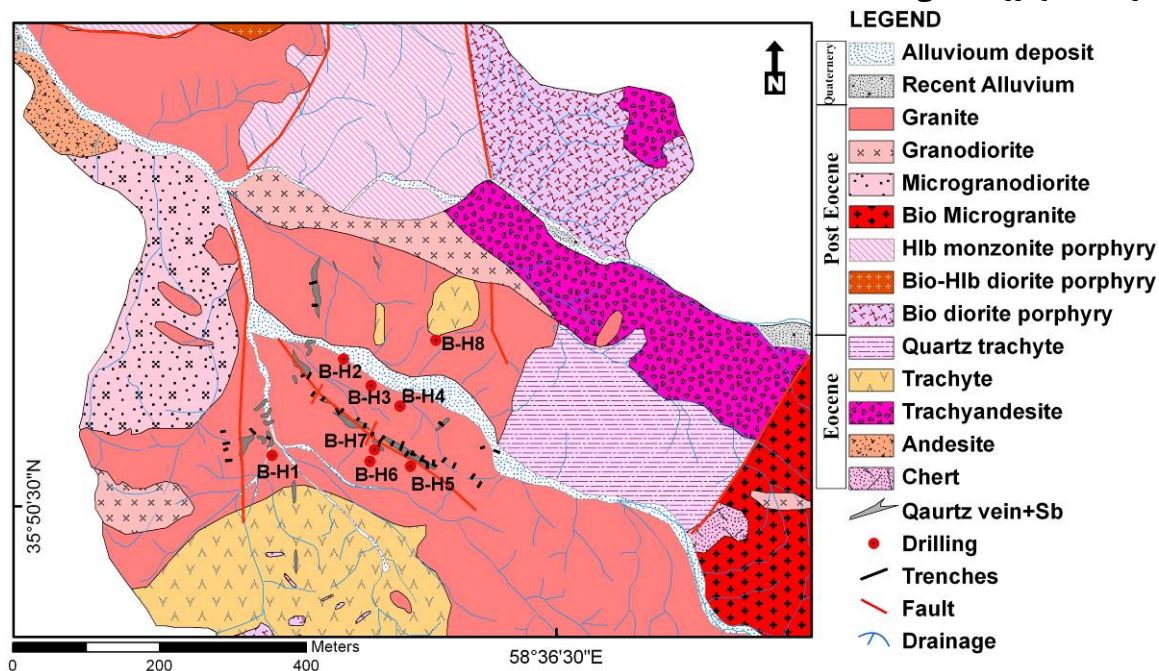 LEGEND
Quaternery
Alluvioum deposit
Recent Alluvium
Post Eocene
Granite
Granodiorite
Microgranodiorite
Bio Microgranite
Hlb monzonite porphyry
Bio-Hlb diorite porphyry
Bio diorite porphyry
Eocene
Quartz trachyte
Trachyte
Trachyandesite
Andesite
Chert
Qaurtz vein+Sb
Drilling
Trenches
Fault
Drainage
N
B-H8
B-H2
B-H3
B-H4
B-H7
B-H1
B-H6
B-H5
35°50'30"N
58°36'30"E
Meters
0 200 400